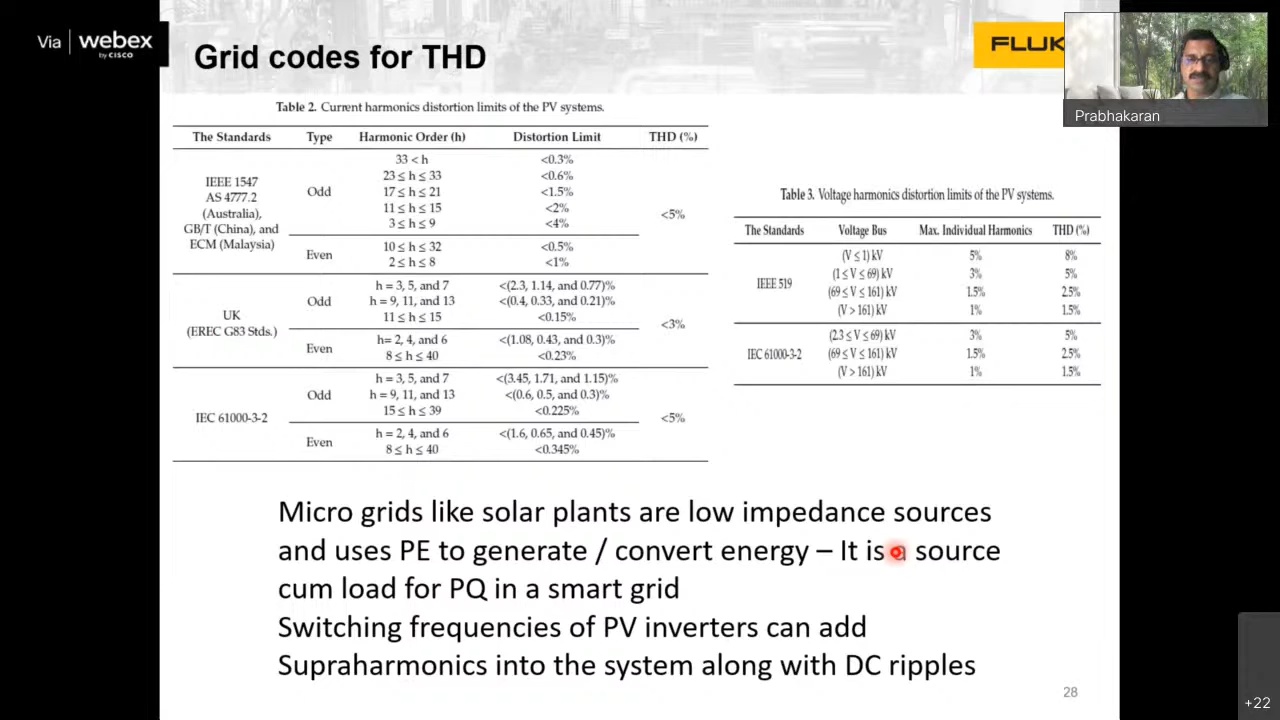 Via | webex
by CISCO
Grid codes for THD
FLUK
Prabhakaran
Table 2. Current harmonics distortion limits of the PV systems.
The Standards Type Harmonic Order (h) Distortion Limit THD (%)
IEEE 1547
AS 4777.2
(Australia),
GB/T (China), and
ECM (Malaysia)
Odd
33 < h <0.3%
23 ≤ h ≤ 33 <0.6%
17 ≤ h ≤ 21 <1.5%
11 ≤ h ≤ 15 <2%
3 ≤ h ≤ 9 <4%
<5%
Even
10 ≤ h ≤ 32 <0.5%
2 ≤ h ≤ 8 <1%
UK
(EREC G83 Stds.)
Odd
h = 3, 5, and 7 <(2.3, 1.14, and 0.77)%
h = 9, 11, and 13 <(0.4, 0.33, and 0.21)%
11 ≤ h ≤ 15 <0.15%
<3%
Even
h= 2, 4, and 6 <(1.08, 0.43, and 0.3)%
8 ≤ h ≤ 40 <0.23%
IEC 61000-3-2
Odd
h = 3, 5, and 7 <(3.45, 1.71, and 1.15)%
h = 9, 11, and 13 <(0.6, 0.5, and 0.3)%
15 ≤ h ≤ 39 <0.225%
<5%
Even
h = 2, 4, and 6 <(1.6, 0.65, and 0.45)%
8 ≤ h ≤ 40 <0.345%
Table 3. Voltage harmonics distortion limits of the PV systems.
The Standards Voltage Bus Max. Individual Harmonics THD (%)
IEEE 519
(V ≤ 1) kV 5% 8%
(1 ≤ V ≤ 69) kV 3% 5%
(69 ≤ V ≤ 161) kV 1.5% 2.5%
(V > 161) kV 1% 1.5%
IEC 61000-3-2
(2.3 ≤ V ≤ 69) kV 3% 5%
(69 ≤ V ≤ 161) kV 1.5% 2.5%
(V > 161) kV 1% 1.5%
Micro grids like solar plants are low impedance sources
and uses PE to generate / convert energy – It is a source
cum load for PQ in a smart grid
Switching frequencies of PV inverters can add
Supraharmonics into the system along with DC ripples
28
+22